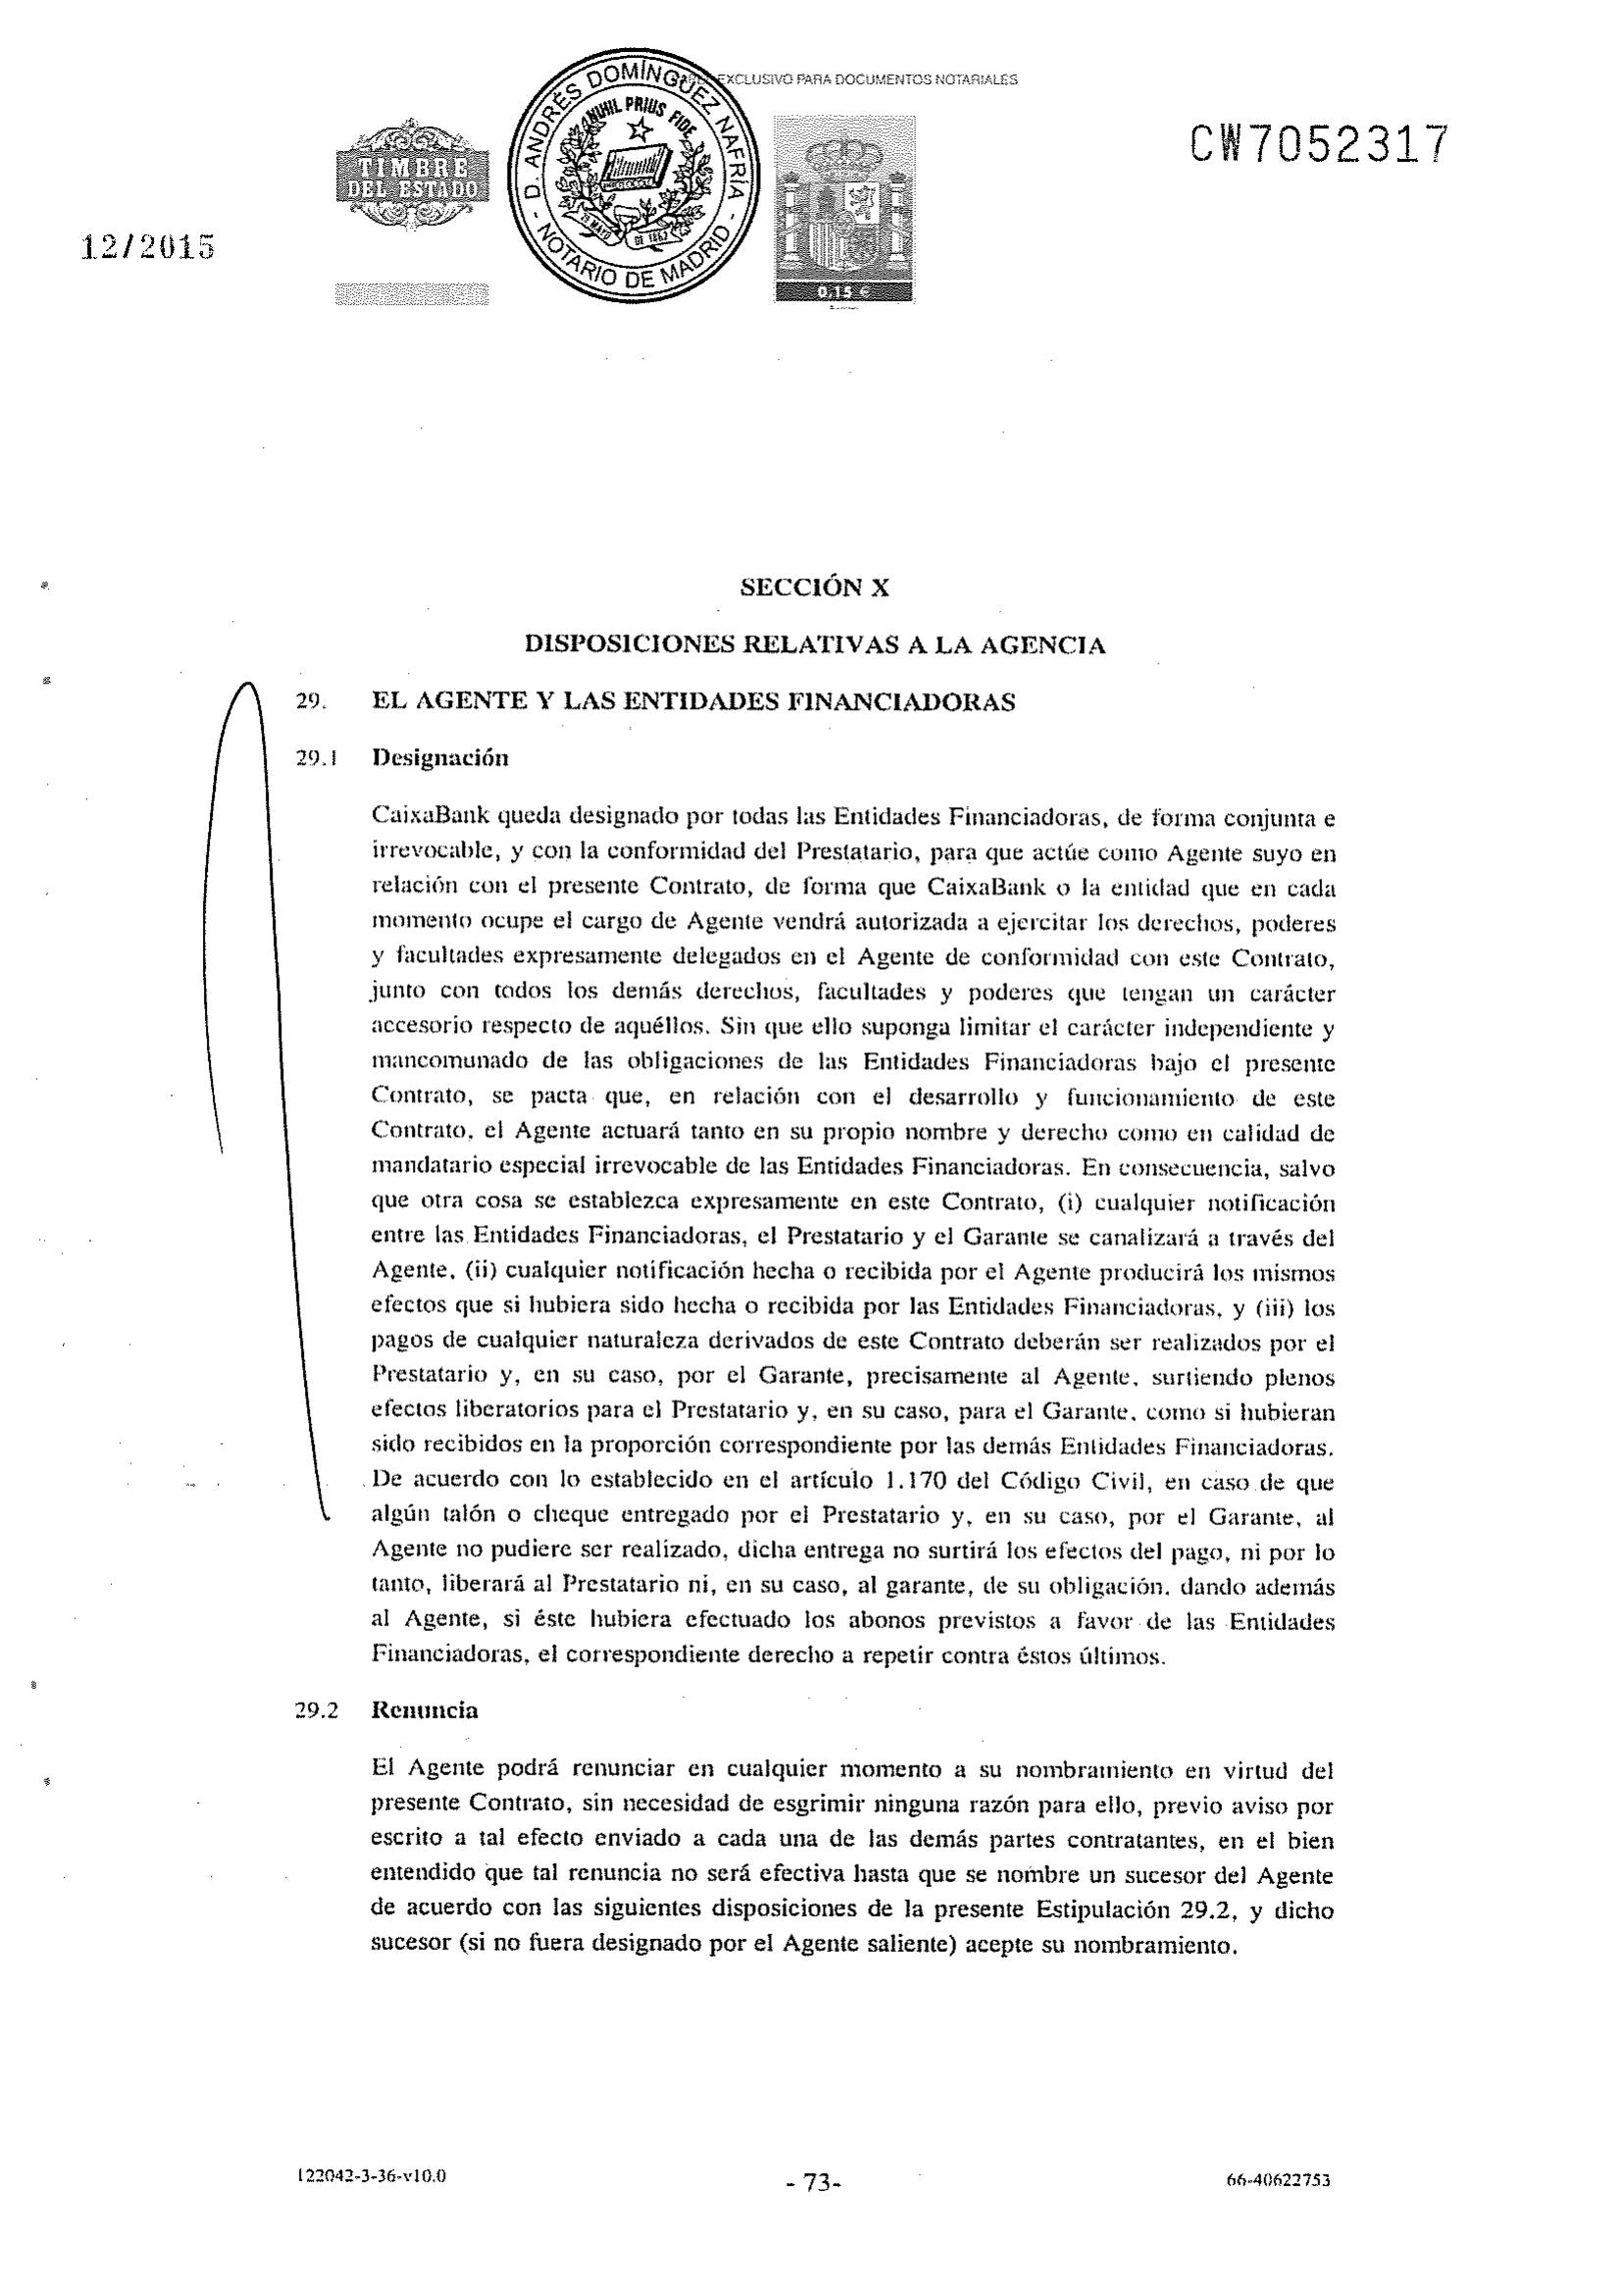 PAPEL EXCLUSIVO PARA DOCUMENTOS NOTARIALES
D. ANDRÉS DOMÍNGUEZ NAFRÍA - NOTARIO DE MADRID -
NIHIL PRIUS FIDE
28 MAYO DE 1862
TIMBRE
DEL ESTADO
0,15 €
CW7052317
12/2015
SECCIÓN X
DISPOSICIONES RELATIVAS A LA AGENCIA
29. EL AGENTE Y LAS ENTIDADES FINANCIADORAS
29.1 Designación
CaixaBank queda designado por todas las Entidades Financiadoras, de forma conjunta e
irrevocable, y con la conformidad del Prestatario, para que actúe como Agente suyo en
relación con el presente Contrato, de forma que CaixaBank o la entidad que en cada
momento ocupe el cargo de Agente vendrá autorizada a ejercitar los derechos, poderes
y facultades expresamente delegados en el Agente de conformidad con este Contrato,
junto con todos los demás derechos, facultades y poderes que tengan un carácter
accesorio respecto de aquéllos. Sin que ello suponga limitar el carácter independiente y
mancomunado de las obligaciones de las Entidades Financiadoras bajo el presente
Contrato, se pacta que, en relación con el desarrollo y funcionamiento de este
Contrato, el Agente actuará tanto en su propio nombre y derecho como en calidad de
mandatario especial irrevocable de las Entidades Financiadoras. En consecuencia, salvo
que otra cosa se establezca expresamente en este Contrato, (i) cualquier notificación
entre las Entidades Financiadoras, el Prestatario y el Garante se canalizará a través del
Agente, (ii) cualquier notificación hecha o recibida por el Agente producirá los mismos
efectos que si hubiera sido hecha o recibida por las Entidades Financiadoras, y (iii) los
pagos de cualquier naturaleza derivados de este Contrato deberán ser realizados por el
Prestatario y, en su caso, por el Garante, precisamente al Agente, surtiendo plenos
efectos liberatorios para el Prestatario y, en su caso, para el Garante, como si hubieran
sido recibidos en la proporción correspondiente por las demás Entidades Financiadoras.
De acuerdo con lo establecido en el artículo 1.170 del Código Civil, en caso de que
algún talón o cheque entregado por el Prestatario y, en su caso, por el Garante, al
Agente no pudiere ser realizado, dicha entrega no surtirá los efectos del pago, ni por lo
tanto, liberará al Prestatario ni, en su caso, al garante, de su obligación, dando además
al Agente, si éste hubiera efectuado los abonos previstos a favor de las Entidades
Financiadoras, el correspondiente derecho a repetir contra éstos últimos.
29.2 Renuncia
El Agente podrá renunciar en cualquier momento a su nombramiento en virtud del
presente Contrato, sin necesidad de esgrimir ninguna razón para ello, previo aviso por
escrito a tal efecto enviado a cada una de las demás partes contratantes, en el bien
entendido que tal renuncia no será efectiva hasta que se nombre un sucesor del Agente
de acuerdo con las siguientes disposiciones de la presente Estipulación 29.2, y dicho
sucesor (si no fuera designado por el Agente saliente) acepte su nombramiento.
122042-3-36-v10.0
- 73-
66-40622753